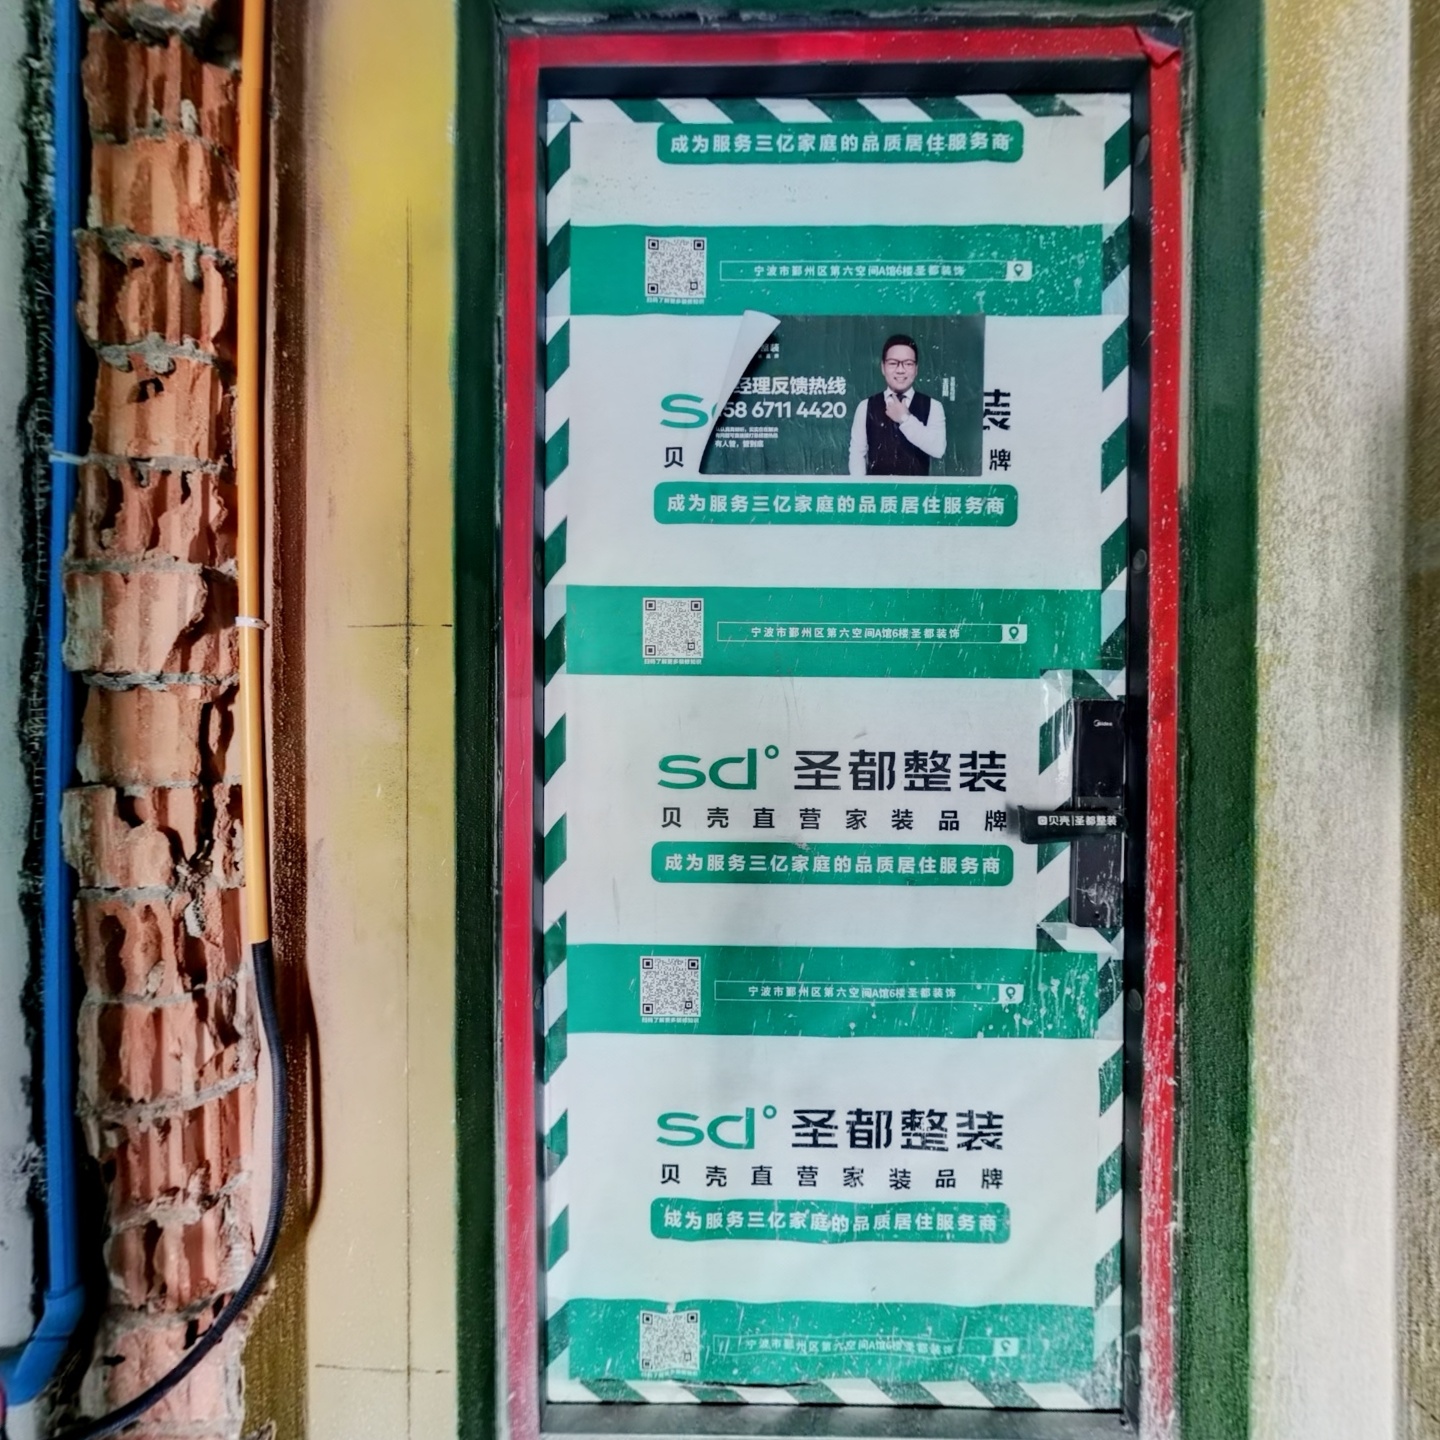 成为服务三亿家庭的品质居住服务商
宁波市鄞州区第六空间A馆6楼圣都装饰
整装
经理反馈热线
58 6711 4420
有人管，管到底
S
装
贝
牌
成为服务三亿家庭的品质居住服务商
宁波市鄞州区第六空间A馆6楼圣都装饰
Midea
sd° 圣都整装
贝壳直营家装品牌
贝壳|圣都整装
成为服务三亿家庭的品质居住服务商
宁波市鄞州区第六空间A馆6楼圣都装饰
sd° 圣都整装
贝壳直营家装品牌
成为服务三亿家庭的品质居住服务商
宁波市鄞州区第六空间A馆6楼圣都装饰